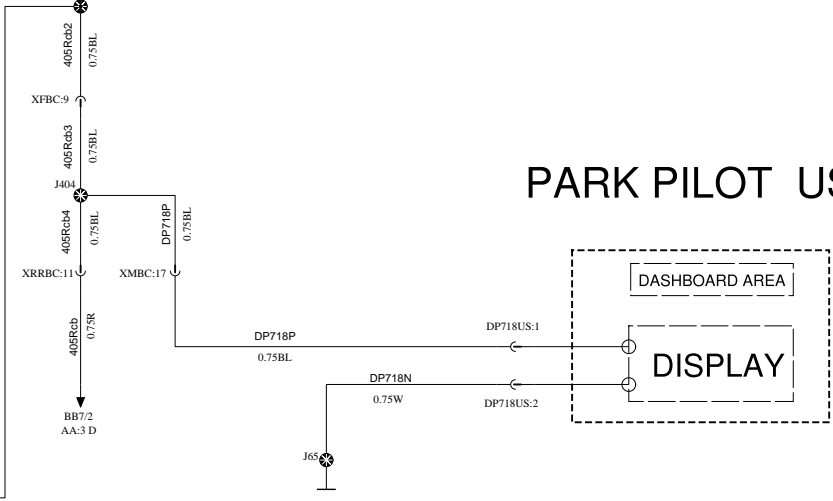 405Rcb2
0.75BL
XFBC:9
405Rcb3
0.75BL
J404
405Rcb4
0.75BL
DP718P
0.75BL
XRRBC:11
XMBC:17
405Rcb
0.75R
BB7/2
AA:3 D
PARK PILOT US
DASHBOARD AREA
DP718US:1
DP718P
0.75BL
DISPLAY
DP718N
0.75W
DP718US:2
J65